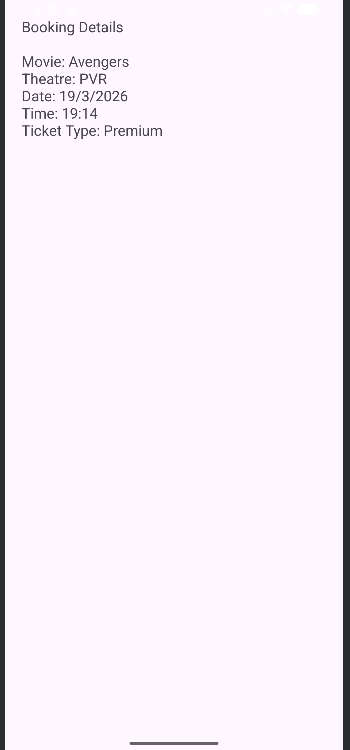 Booking Details
Movie: Avengers
Theatre: PVR
Date: 19/3/2026
Time: 19:14
Ticket Type: Premium